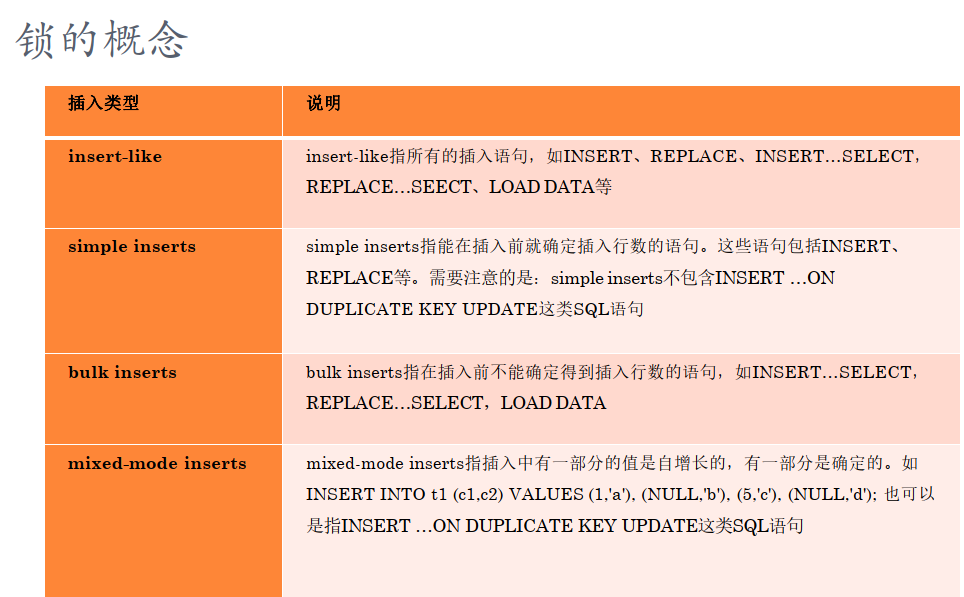 锁的概念
插入类型
说明
insert-like
insert-like指所有的插入语句，如INSERT、REPLACE、INSERT…SELECT，
REPLACE…SEECT、LOAD DATA等
simple inserts
simple inserts指能在插入前就确定插入行数的语句。这些语句包括INSERT、
REPLACE等。需要注意的是：simple inserts不包含INSERT …ON
DUPLICATE KEY UPDATE这类SQL语句
bulk inserts
bulk inserts指在插入前不能确定得到插入行数的语句，如INSERT…SELECT，
REPLACE…SELECT，LOAD DATA
mixed-mode inserts
mixed-mode inserts指插入中有一部分的值是自增长的，有一部分是确定的。如
INSERT INTO t1 (c1,c2) VALUES (1,'a'), (NULL,'b'), (5,'c'), (NULL,'d'); 也可以
是指INSERT …ON DUPLICATE KEY UPDATE这类SQL语句